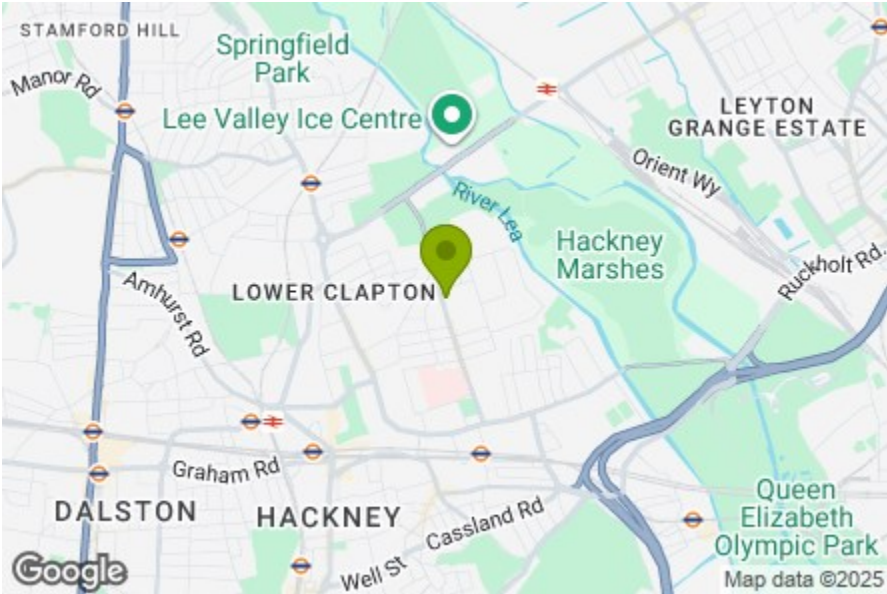 STAMFORD HILL
Springfield
Park
Manor Rd
Lee Valley Ice Centre
LEYTON
GRANGE ESTATE
Orient Wy
River Lea
Hackney
Marshes
Ruckholt Rd.
LOWER CLAPTON
Amhurst Rd
Graham Rd
DALSTON
HACKNEY
Cassland Rd
Well St
Queen
Elizabeth
Olympic Park
Google
Map data ©2025